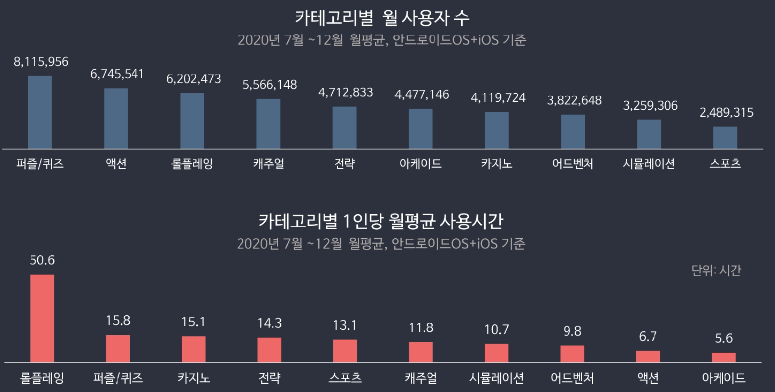 카테고리별 월 사용자 수
2020년 7월 ~12월 월평균, 안드로이드OS+iOS 기준
8,115,956 6,745,541 6,202,473 5,566,148 4,712,833 4,477,146 4,119,724 3,822,648 3,259,306 2,489,315
퍼즐/퀴즈 액션 롤플레잉 캐주얼 전략 아케이드 카지노 어드벤처 시뮬레이션 스포츠
카테고리별 1인당 월평균 사용시간
2020년 7월 ~12월 월평균, 안드로이드OS+iOS 기준
단위: 시간
50.6 15.8 15.1 14.3 13.1 11.8 10.7 9.8 6.7 5.6
롤플레잉 퍼즐/퀴즈 카지노 전략 스포츠 캐주얼 시뮬레이션 어드벤처 액션 아케이드